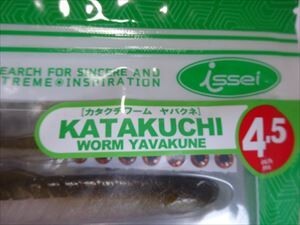 issei
EARCH FOR SINCERE AND
TREME★INSPIRATION
[カタクチワーム ヤバクネ]
KATAKUCHI
WORM YAVAKUNE
4.5
inch